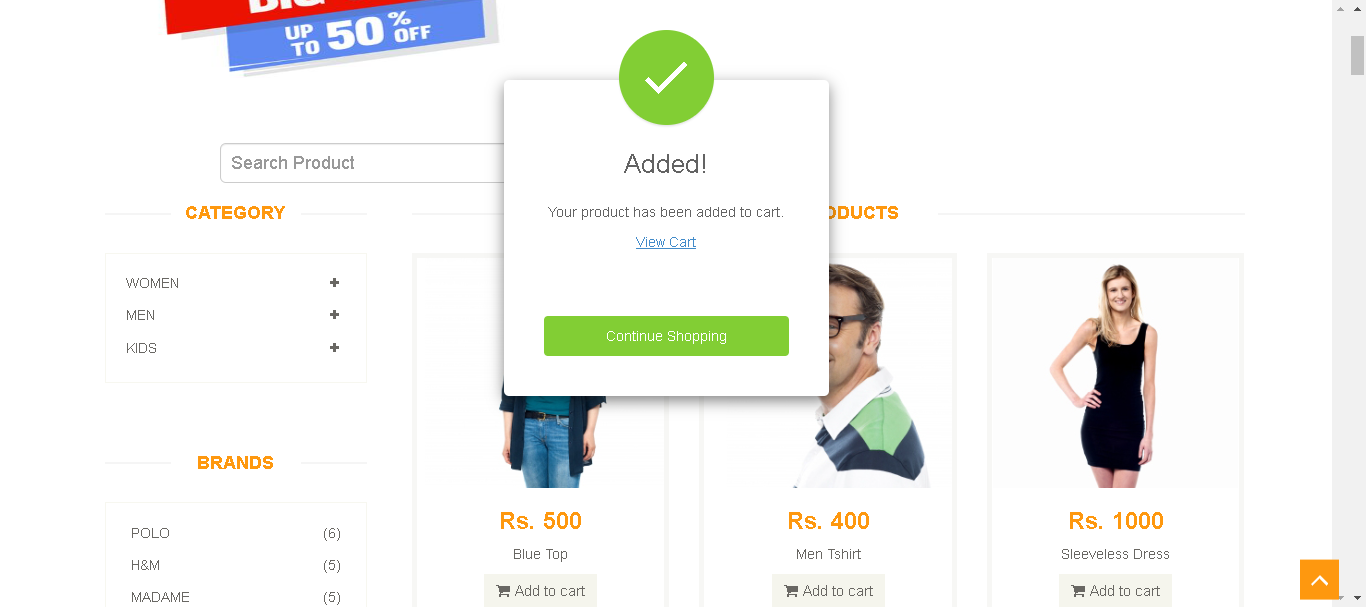 UP TO 50% OFF
Added!
Search Product
CATEGORY
Your product has been added to cart.
View Cart
WOMEN
MEN
KIDS
Continue Shopping
BRANDS
POLO (6)
H&M (5)
MADAME (5)
Rs. 500
Blue Top
Add to cart
Rs. 400
Men Tshirt
Add to cart
Rs. 1000
Sleeveless Dress
Add to cart